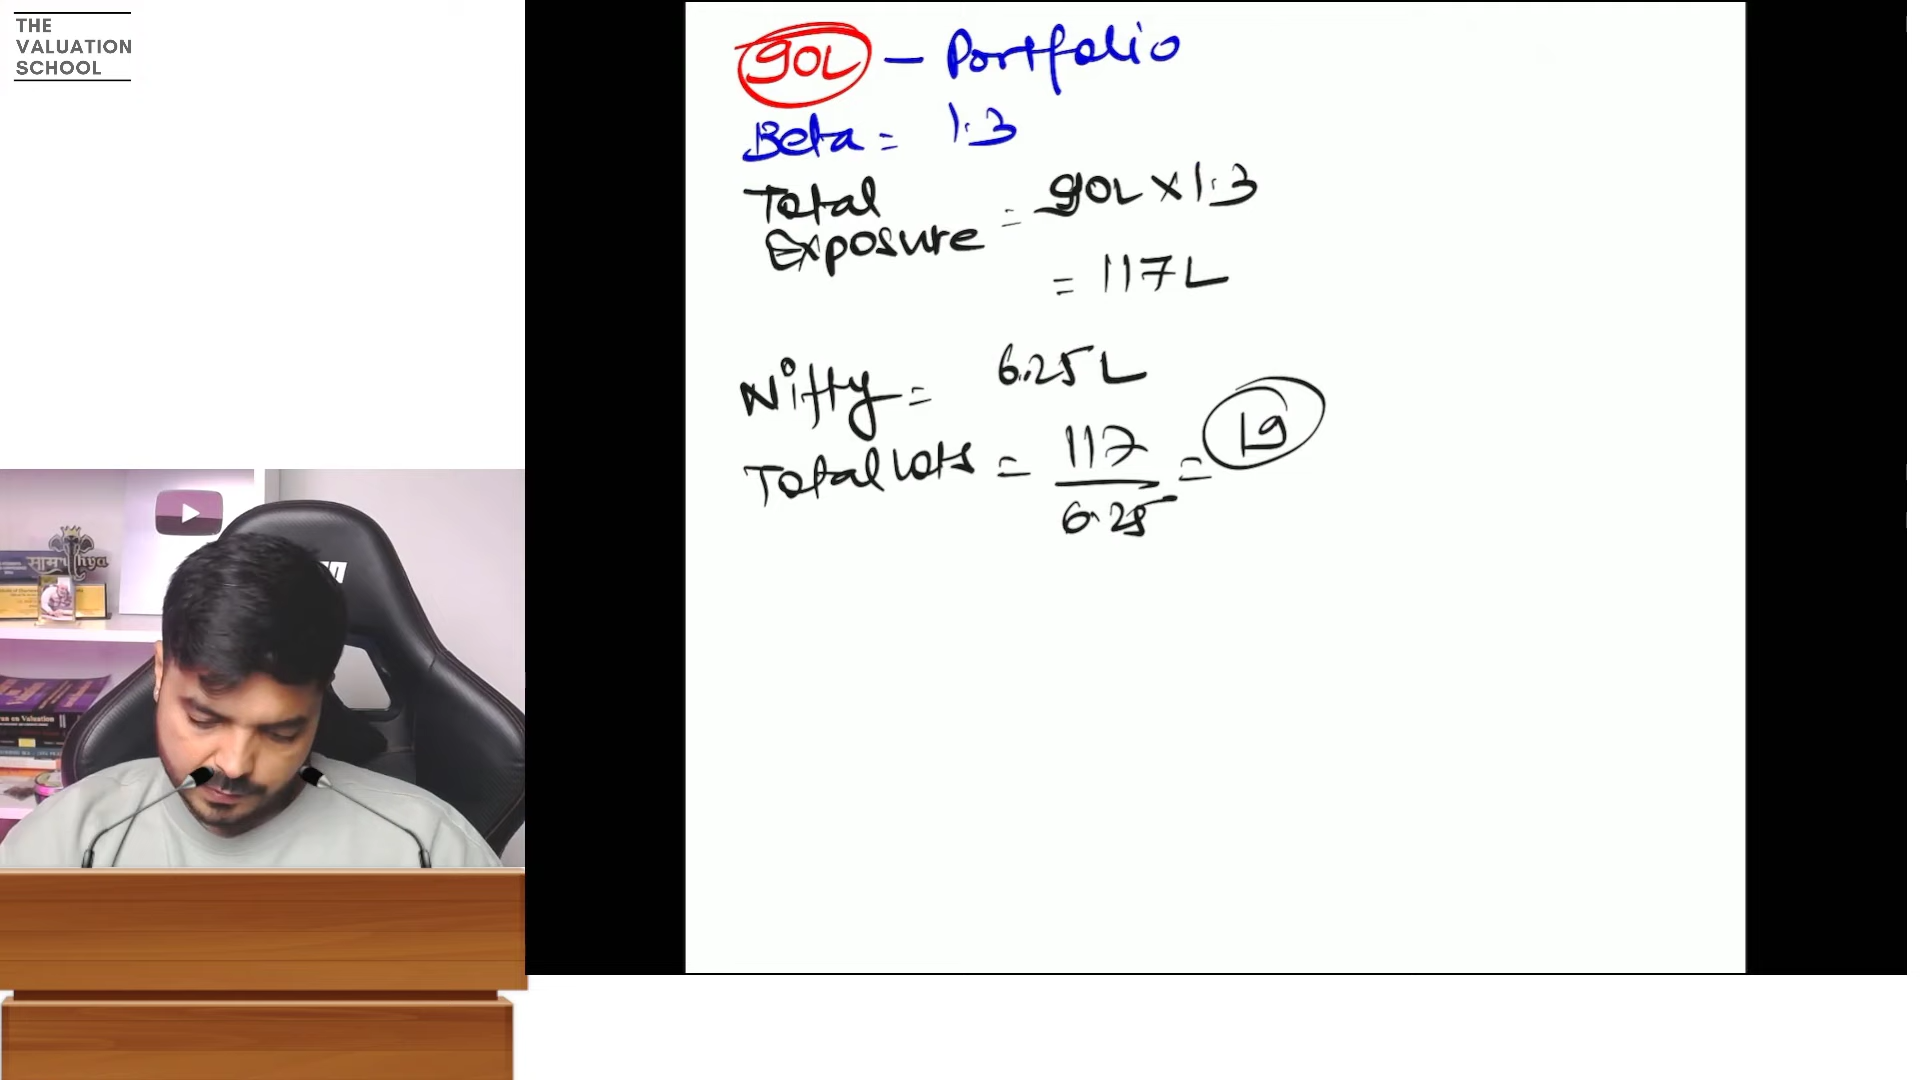 THE
VALUATION
SCHOOL
90L - Portfolio
Beta = 1.3
Total Exposure = 90L × 1.3
= 117L
Nifty = 6.25L
Total lots = 117 / 6.25 = 19
सामर्थ्य